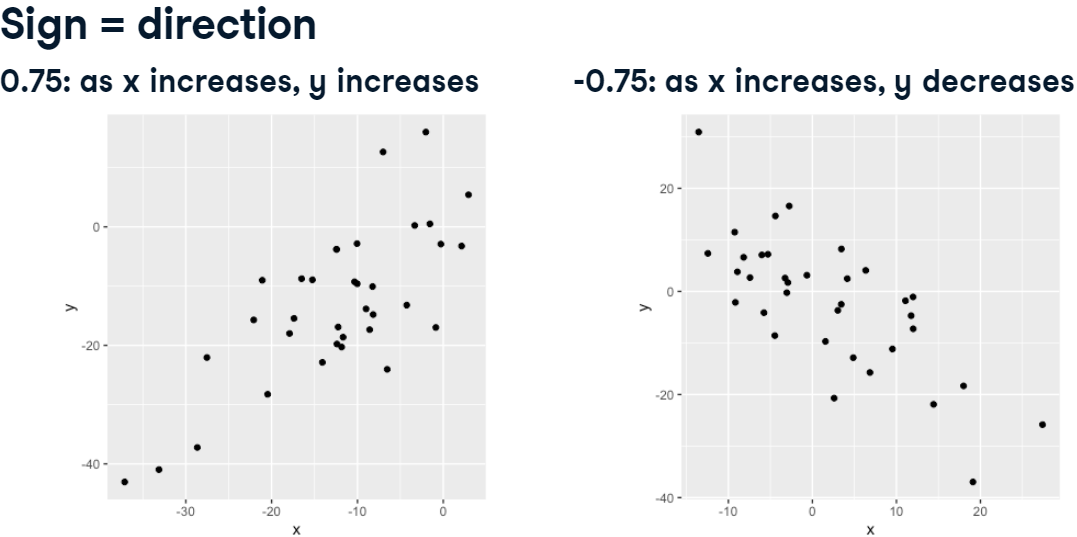 Sign = direction
0.75: as x increases, y increases
-0.75: as x increases, y decreases
0
-20
-40
y
-30
-20
-10
0
x
20
0
-20
-40
y
-10
0
10
20
x